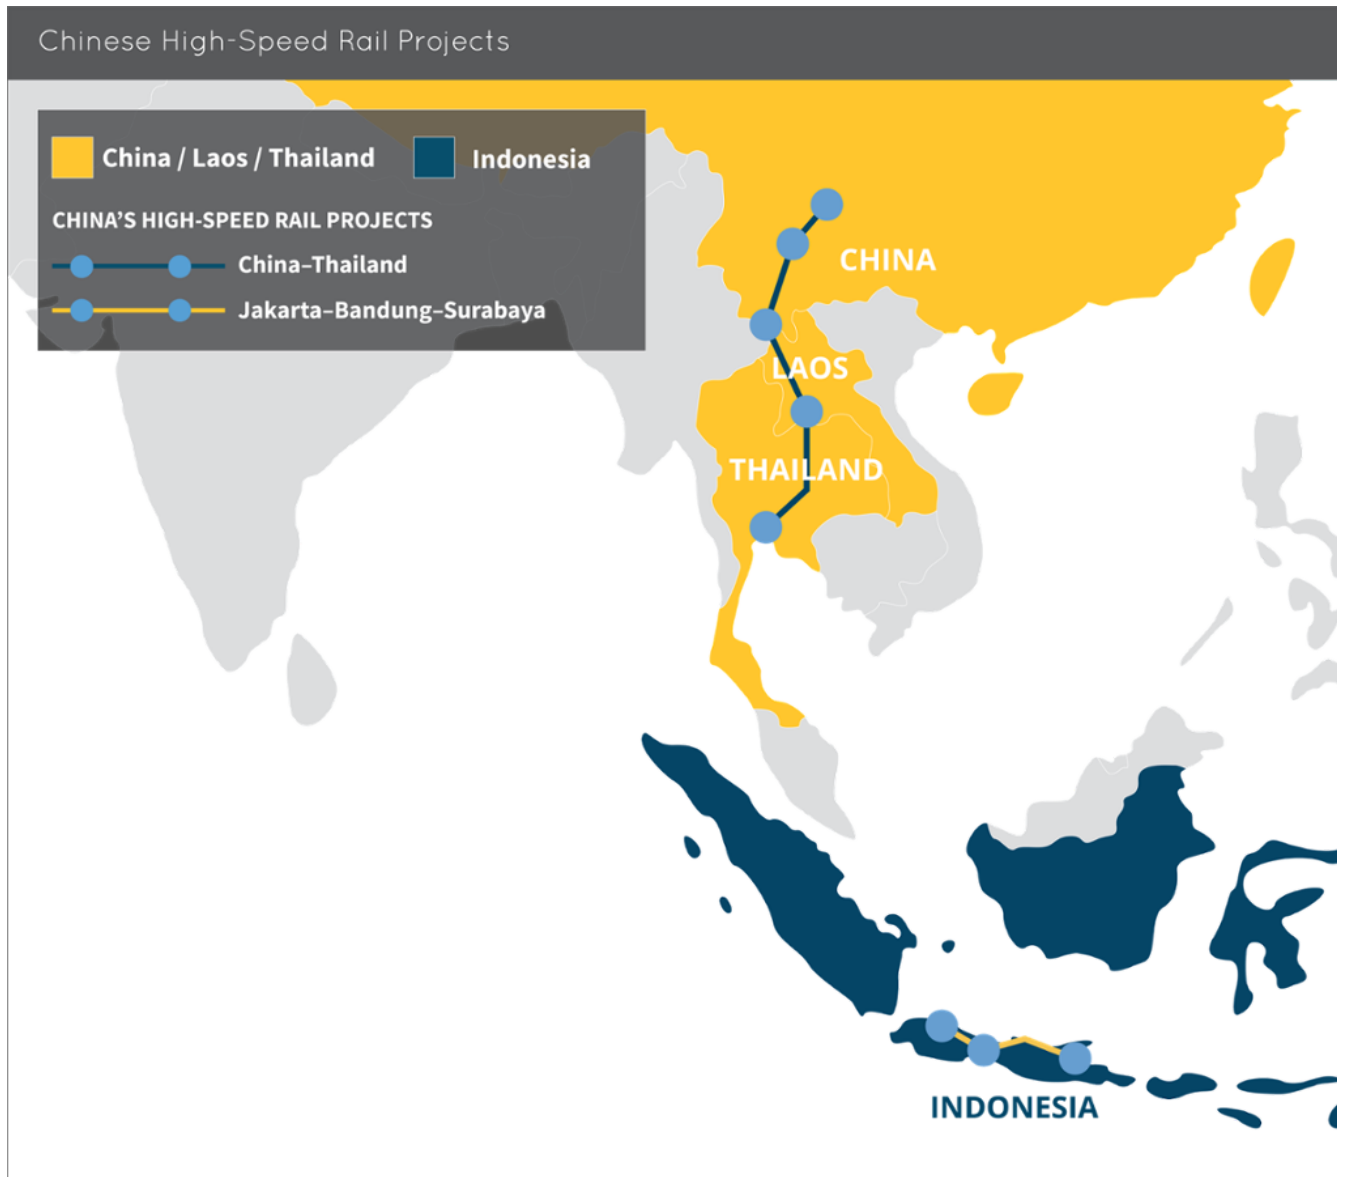 Chinese High-Speed Rail Projects
China / Laos / Thailand
Indonesia
CHINA’S HIGH-SPEED RAIL PROJECTS
China–Thailand
Jakarta–Bandung–Surabaya
CHINA
LAOS
THAILAND
INDONESIA